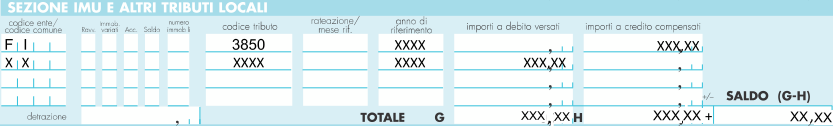 SEZIONE IMU E ALTRI TRIBUTI LOCALI
codice ente/ codice comune Ravv. Immob. variati Acc. Saldo numero immobili codice tributo rateazione/ mese rif. anno di riferimento importi a debito versati importi a credito compensati
F I 3850 XXXX XXX,XX
X X XXXX XXXX XXX,XX
+/– SALDO (G-H)
detrazione , TOTALE G XXX,XX H XXX,XX + XX,XX